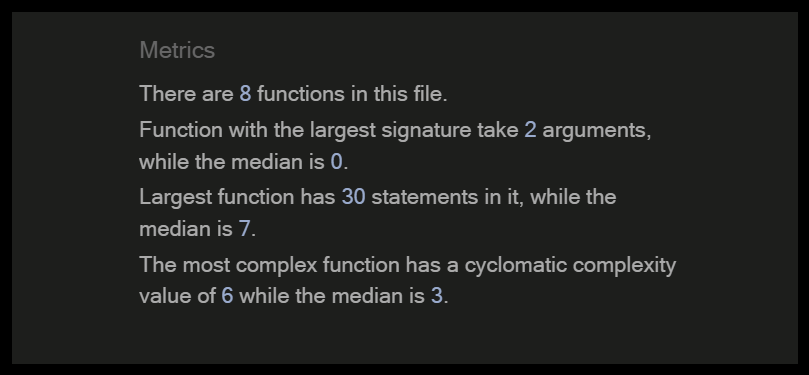 Metrics
There are 8 functions in this file.
Function with the largest signature take 2 arguments,
while the median is 0.
Largest function has 30 statements in it, while the
median is 7.
The most complex function has a cyclomatic complexity
value of 6 while the median is 3.